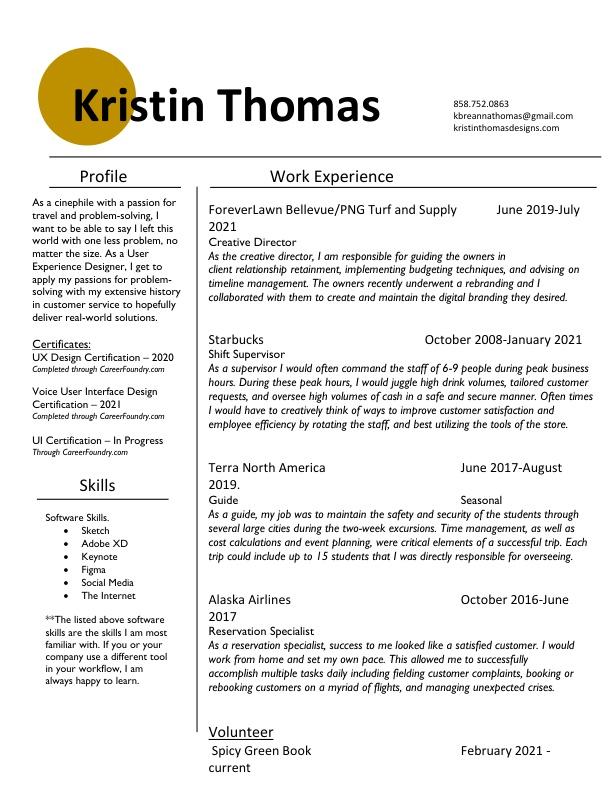 Kristin Thomas
858.752.0863
kbreannathomas@gmail.com
kristinthomasdesigns.com
Profile
As a cinephile with a passion for
travel and problem-solving, I
want to be able to say I left this
world with one less problem, no
matter the size. As a User
Experience Designer, I get to
apply my passions for problem-
solving with my extensive history
in customer service to hopefully
deliver real-world solutions.
Certificates:
UX Design Certification – 2020
Completed through CareerFoundry.com
Voice User Interface Design
Certification – 2021
Completed through CareerFoundry.com
UI Certification – In Progress
Through CareerFoundry.com
Skills
Software Skills.
• Sketch
• Adobe XD
• Keynote
• Figma
• Social Media
• The Internet
**The listed above software
skills are the skills I am most
familiar with. If you or your
company use a different tool
in your workflow, I am
always happy to learn.
Work Experience
ForeverLawn Bellevue/PNG Turf and Supply June 2019-July
2021
Creative Director
As the creative director, I am responsible for guiding the owners in
client relationship retainment, implementing budgeting techniques, and advising on
timeline management. The owners recently underwent a rebranding and I
collaborated with them to create and maintain the digital branding they desired.
Starbucks October 2008-January 2021
Shift Supervisor
As a supervisor I would often command the staff of 6-9 people during peak business
hours. During these peak hours, I would juggle high drink volumes, tailored customer
requests, and oversee high volumes of cash in a safe and secure manner. Often times
I would have to creatively think of ways to improve customer satisfaction and
employee efficiency by rotating the staff, and best utilizing the tools of the store.
Terra North America June 2017-August
2019.
Guide Seasonal
As a guide, my job was to maintain the safety and security of the students through
several large cities during the two-week excursions. Time management, as well as
cost calculations and event planning, were critical elements of a successful trip. Each
trip could include up to 15 students that I was directly responsible for overseeing.
Alaska Airlines October 2016-June
2017
Reservation Specialist
As a reservation specialist, success to me looked like a satisfied customer. I would
work from home and set my own pace. This allowed me to successfully
accomplish multiple tasks daily including fielding customer complaints, booking or
rebooking customers on a myriad of flights, and managing unexpected crises.
Volunteer
Spicy Green Book February 2021 -
current